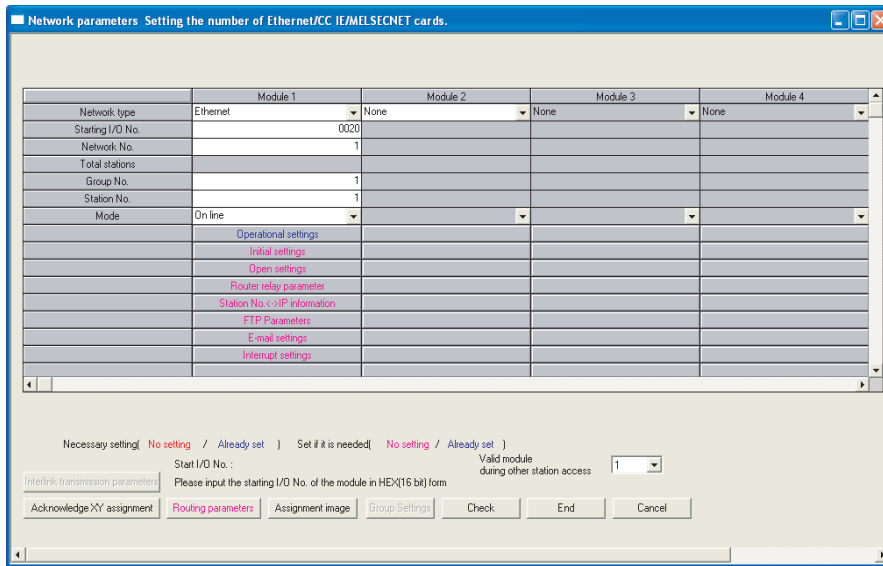 Network parameters Setting the number of Ethernet/CC IE/MELSECNET cards.
Module 1 Module 2 Module 3 Module 4
Network type Ethernet None None None
Starting I/O No. 0020
Network No. 1
Total stations
Group No. 1
Station No. 1
Mode On line
Operational settings
Initial settings
Open settings
Router relay parameter
Station No.<->IP information
FTP Parameters
E-mail settings
Interrupt settings
Necessary setting( No setting / Already set ) Set if it is needed( No setting / Already set )
Start I/O No. : Valid module
during other station access 1
Interlink transmission parameters Please input the starting I/O No. of the module in HEX(16 bit) form
Acknowledge XY assignment Routing parameters Assignment image Group Settings Check End Cancel